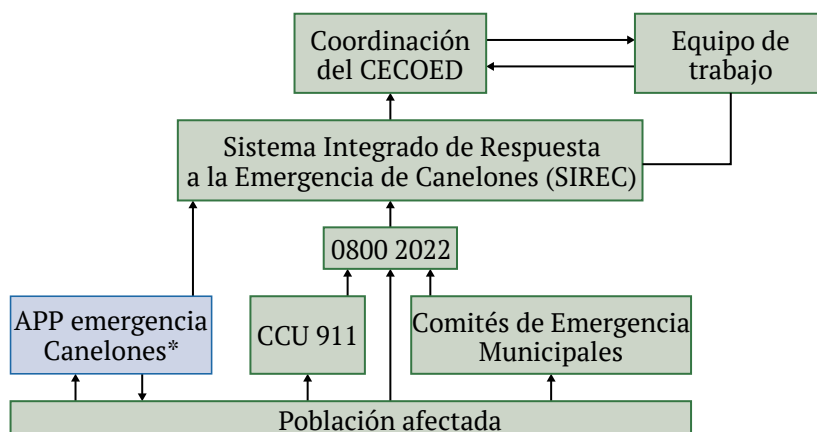 Coordinación
del CECOED
Equipo de
trabajo
Sistema Integrado de Respuesta
a la Emergencia de Canelones (SIREC)
0800 2022
APP emergencia
Canelones*
CCU 911
Comités de Emergencia
Municipales
Población afectada